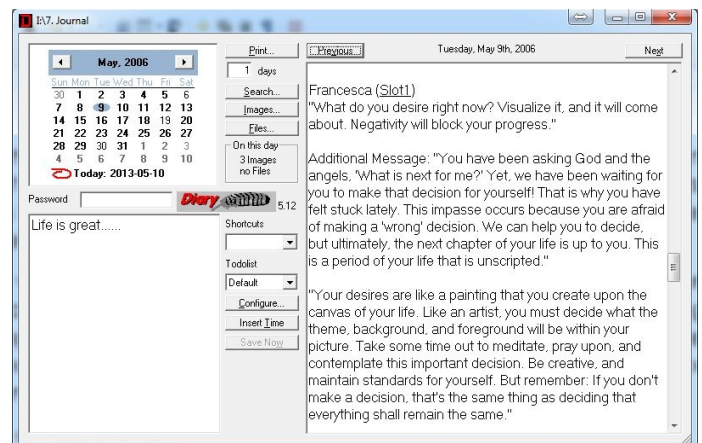 I:\7. Journal
May, 2006
Sun Mon Tue Wed Thu Fri Sat
30 1 2 3 4 5 6
7 8 9 10 11 12 13
14 15 16 17 18 19 20
21 22 23 24 25 26 27
28 29 30 31 1 2 3
4 5 6 7 8 9 10
Today: 2013-05-10
Password
Diary 5.12
Life is great......
Print...
1 days
Search...
Images...
Files...
On this day
3 Images
no Files
Shortcuts
Todolist
Default
Configure...
Insert Time
Save Now
Previous
Tuesday, May 9th, 2006
Next
Francesca (Slot1)
"What do you desire right now? Visualize it, and it will come
about. Negativity will block your progress."
Additional Message: "You have been asking God and the
angels, 'What is next for me?' Yet, we have been waiting for
you to make that decision for yourself! That is why you have
felt stuck lately. This impasse occurs because you are afraid
of making a 'wrong' decision. We can help you to decide,
but ultimately, the next chapter of your life is up to you. This
is a period of your life that is unscripted."
"Your desires are like a painting that you create upon the
canvas of your life. Like an artist, you must decide what the
theme, background, and foreground will be within your
picture. Take some time out to meditate, pray upon, and
contemplate this important decision. Be creative, and
maintain standards for yourself. But remember: If you don't
make a decision, that's the same thing as deciding that
everything shall remain the same."